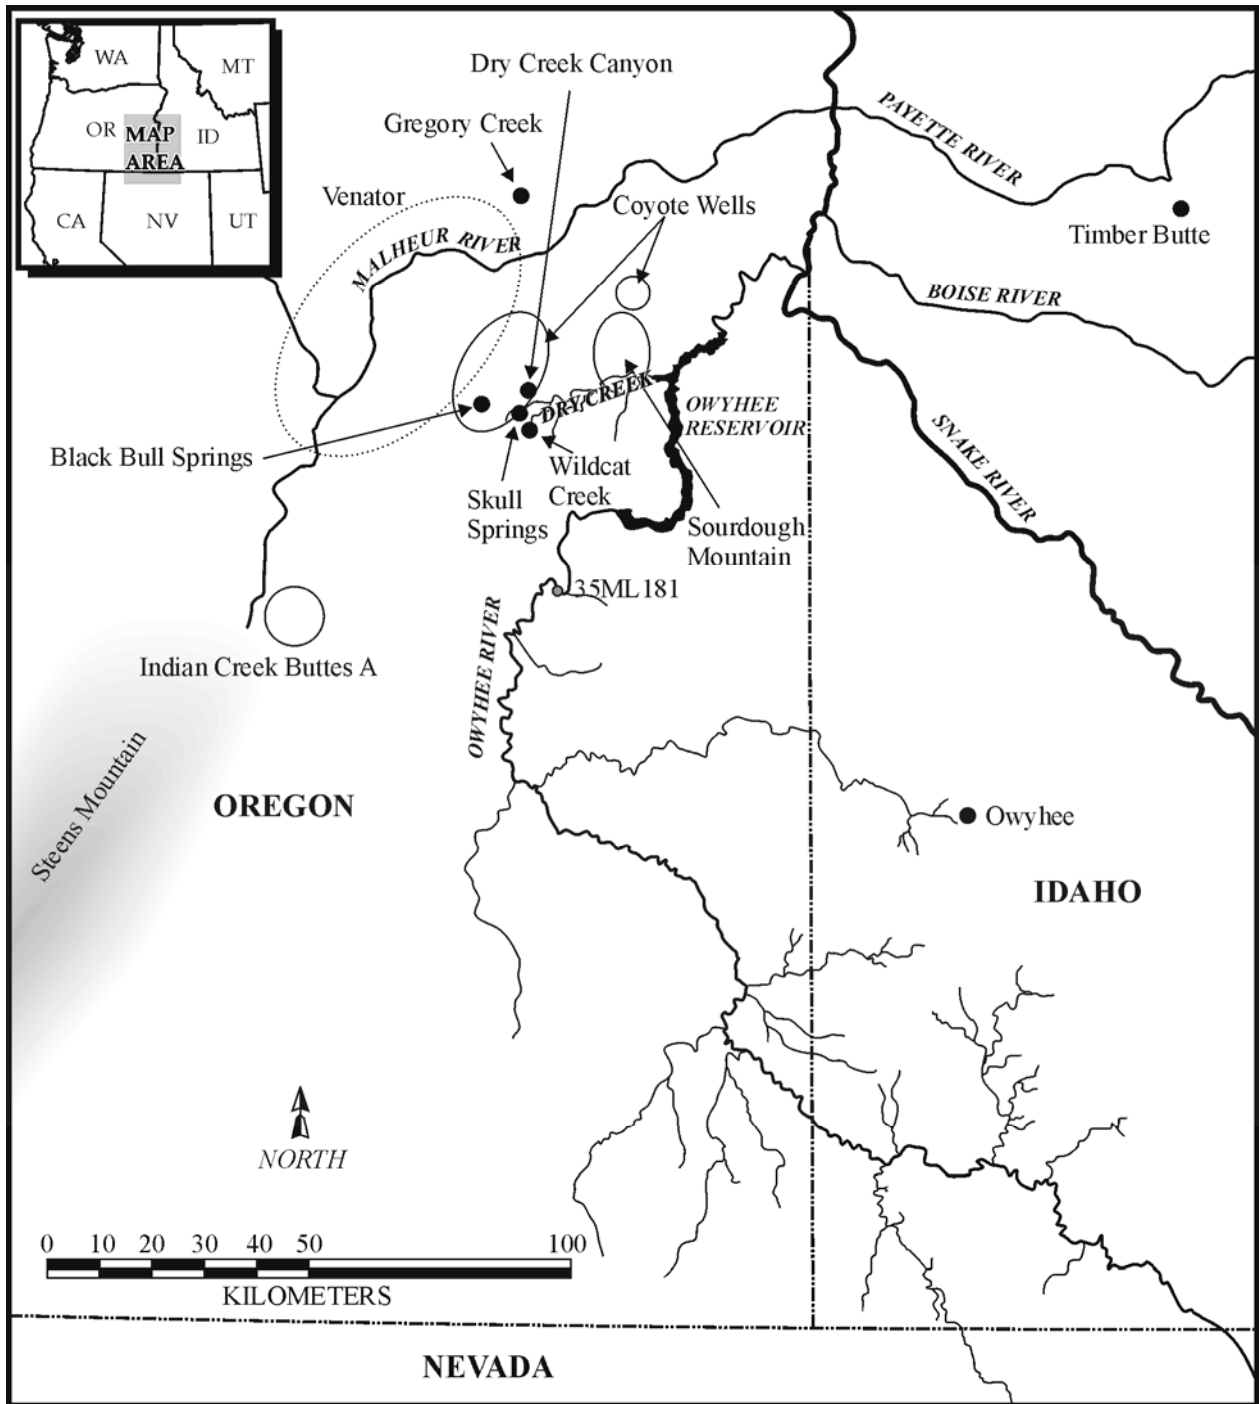 WA
MT
OR
MAP
AREA
ID
CA
NV
UT
Dry Creek Canyon
Gregory Creek
Venator
Coyote Wells
PAYETTE RIVER
Timber Butte
MALHEUR RIVER
BOISE RIVER
DRY CREEK
OWYHEE
RESERVOIR
SNAKE RIVER
Black Bull Springs
Wildcat
Creek
Skull
Springs
Sourdough
Mountain
35ML181
Indian Creek Buttes A
OWYHEE RIVER
Steens Mountain
OREGON
Owyhee
IDAHO
NORTH
0 10 20 30 40 50 100
KILOMETERS
NEVADA